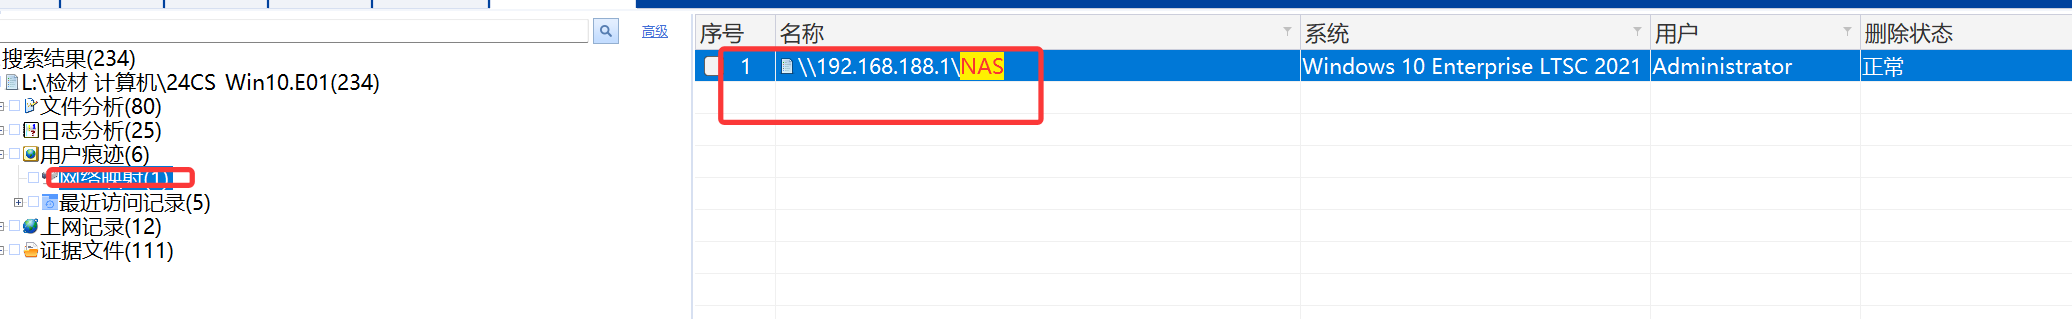 高级
搜索结果(234)
L:\检材 计算机\24CS_Win10.E01(234)
文件分析(80)
日志分析(25)
用户痕迹(6)
网络映射(1)
最近访问记录(5)
上网记录(12)
证据文件(111)
序号 名称 系统 用户 删除状态
1 \\192.168.188.1\NAS Windows 10 Enterprise LTSC 2021 Administrator 正常